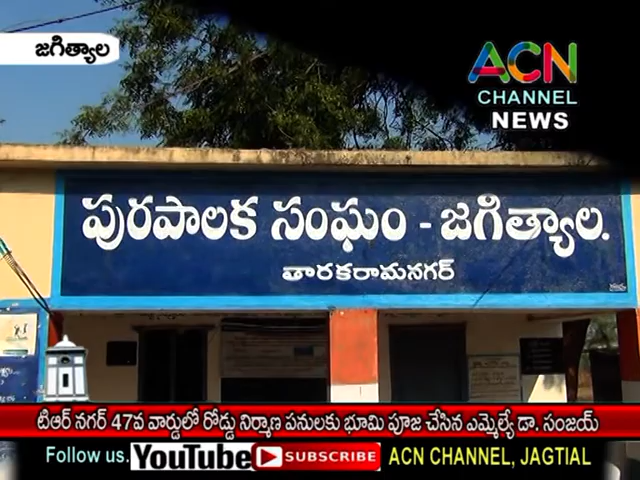 జగిత్యాల
ACN
CHANNEL
NEWS
పురపాలక సంఘం - జగిత్యాల.
తారకరామనగర్
టిఆర్ నగర్ 47వ వార్డులో రోడ్డు నిర్మాణ పనులకు భూమి పూజ చేసిన ఎమ్మెల్యే డా. సంజయ్
Follow us. YouTube SUBSCRIBE ACN CHANNEL, JAGTIAL